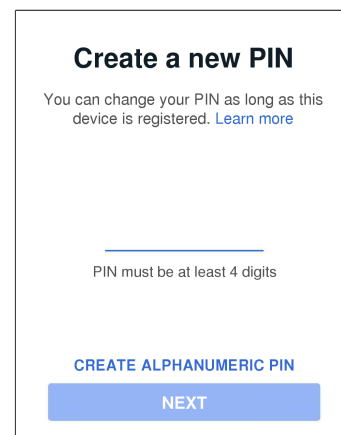 Create a new PIN
You can change your PIN as long as this
device is registered. Learn more
PIN must be at least 4 digits
CREATE ALPHANUMERIC PIN
NEXT